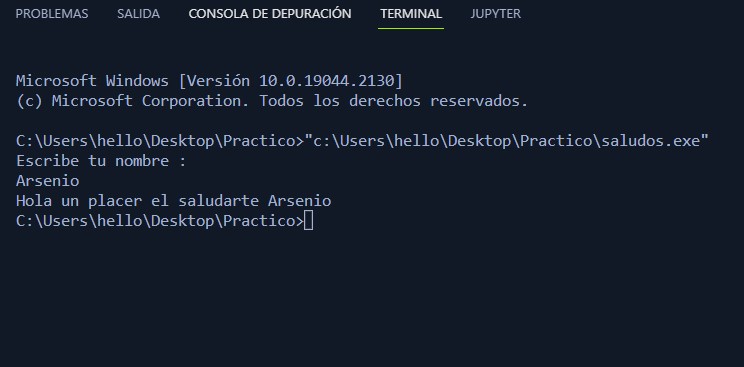 PROBLEMAS SALIDA CONSOLA DE DEPURACIÓN TERMINAL JUPYTER
Microsoft Windows [Versión 10.0.19044.2130]
(c) Microsoft Corporation. Todos los derechos reservados.
C:\Users\hello\Desktop\Practico>"c:\Users\hello\Desktop\Practico\saludos.exe"
Escribe tu nombre :
Arsenio
Hola un placer el saludarte Arsenio
C:\Users\hello\Desktop\Practico>